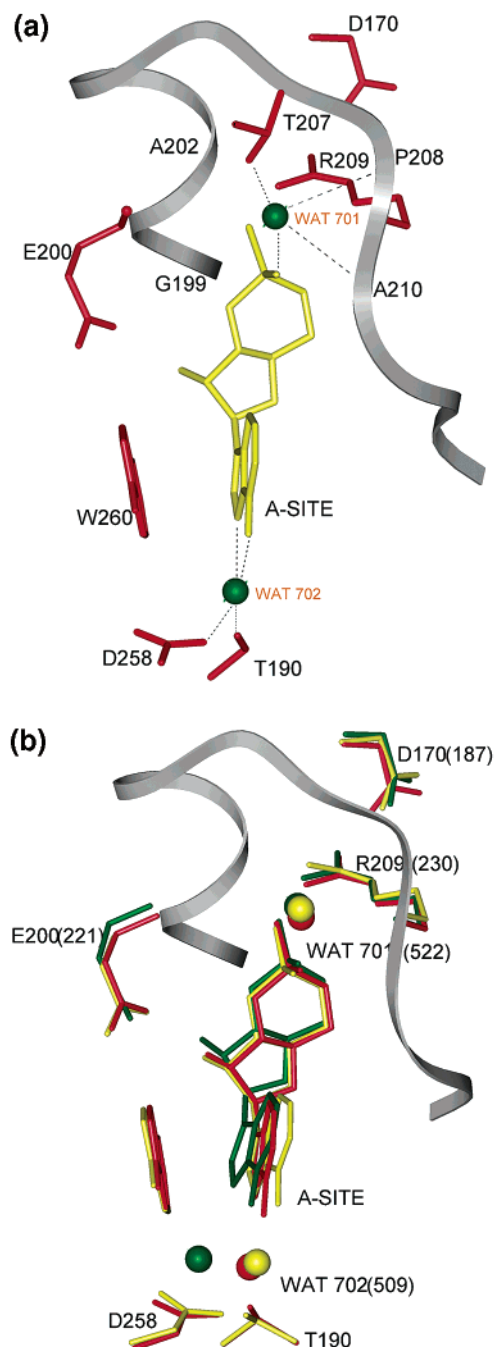 (a)
D170
T207
A202
R209
P208
WAT 701
E200
G199
A210
A-SITE
W260
WAT 702
D258
T190
(b)
D170(187)
R209 (230)
E200(221)
WAT 701 (522)
A-SITE
WAT 702(509)
D258
T190